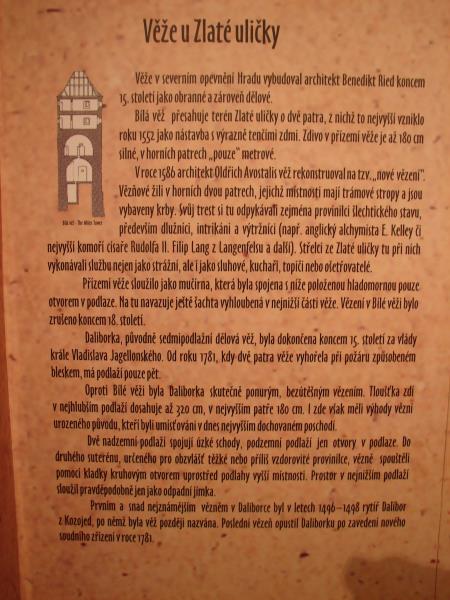 Věže u Zlaté uličky
Věže v severním opevnění Hradu vybudoval architekt Benedikt Ried koncem
15. století jako obranné a zároveň dělové.
Bílá věž přesahuje terén Zlaté uličky o dvě patra, z nichž to nejvyšší vzniklo
roku 1552 jako nástavba s výrazně tenčími zdmi. Zdivo v přízemí věže je až 180 cm
silné, v horních patrech „pouze" metrové.
V roce 1586 architekt Oldřich Avostalis věž rekonstruoval na tzv. „nové vězení".
Vězňové žili v horních dvou patrech, jejichž místnosti mají trámové stropy a jsou
vybaveny krby. Svůj trest si tu odpykávali zejména provinilci šlechtického stavu,
především dlužníci, intrikáni a výtržníci (např. anglický alchymista E. Kelley či
nejvyšší komoří císaře Rudolfa II. Filip Lang z Langenfelsu a další). Střelci ze Zlaté uličky tu při nich
vykonávali službu nejen jako strážní, ale i jako sluhové, kuchaři, topiči nebo ošetřovatelé.
Bílá věž - The White Tower
Přízemí věže sloužilo jako mučírna, která byla spojena s níže položenou hladomornou pouze
otvorem v podlaze. Na tu navazuje ještě šachta vyhloubená v nejnižší části věže. Vězení v Bílé věži bylo
zrušeno koncem 18. století.
Daliborka, původně sedmipodlažní dělová věž, byla dokončena koncem 15. století za vlády
krále Vladislava Jagellonského. Od roku 1781, kdy dvě patra věže vyhořela při požáru způsobeném
bleskem, má podlaží pouze pět.
Oproti Bílé věži byla Daliborka skutečně ponurým, bezútěšným vězením. Tloušťka zdí
v nejhlubším podlaží dosahuje až 320 cm, v nejvyšším patře 180 cm. I zde však měli výhody vězni
urozeného původu, kteří byli umisťováni v dnes nejvyšším dochovaném poschodí.
Dvě nadzemní podlaží spojují úzké schody, podzemní podlaží jen otvory v podlaze. Do
druhého suterénu, určeného pro obzvlášť těžké nebo příliš vzdorovité provinilce, vězně spouštěli
pomocí kladky kruhovým otvorem uprostřed podlahy vyšší místnosti. Prostor v nejnižším podlaží
sloužil pravděpodobně jen jako odpadní jímka.
Prvním a snad nejznámějším vězněm v Daliborce byl v letech 1496–1498 rytíř Dalibor
z Kozojed, po němž byla věž později nazvána. Poslední vězeň opustil Daliborku po zavedení nového
soudního zřízení v roce 1781.